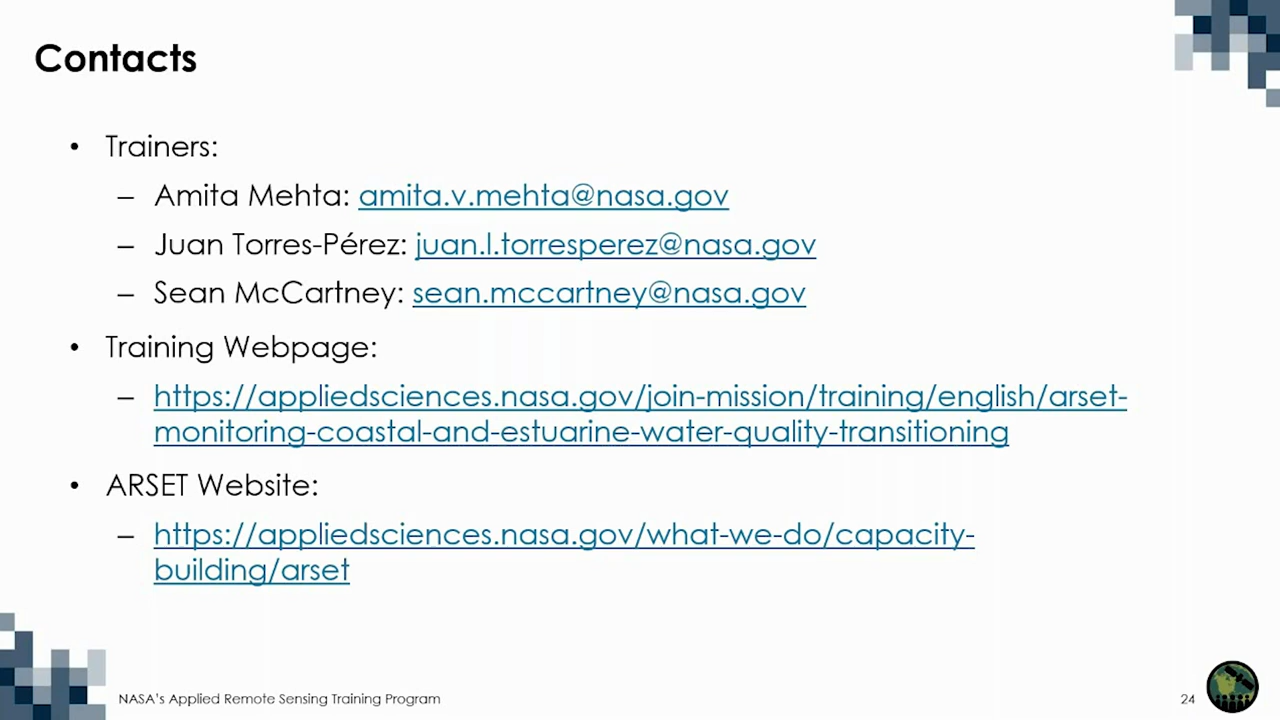 Contacts
• Trainers:
– Amita Mehta: amita.v.mehta@nasa.gov
– Juan Torres-Pérez: juan.l.torresperez@nasa.gov
– Sean McCartney: sean.mccartney@nasa.gov
• Training Webpage:
– https://appliedsciences.nasa.gov/join-mission/training/english/arset-
monitoring-coastal-and-estuarine-water-quality-transitioning
• ARSET Website:
– https://appliedsciences.nasa.gov/what-we-do/capacity-
building/arset
NASA's Applied Remote Sensing Training Program
24